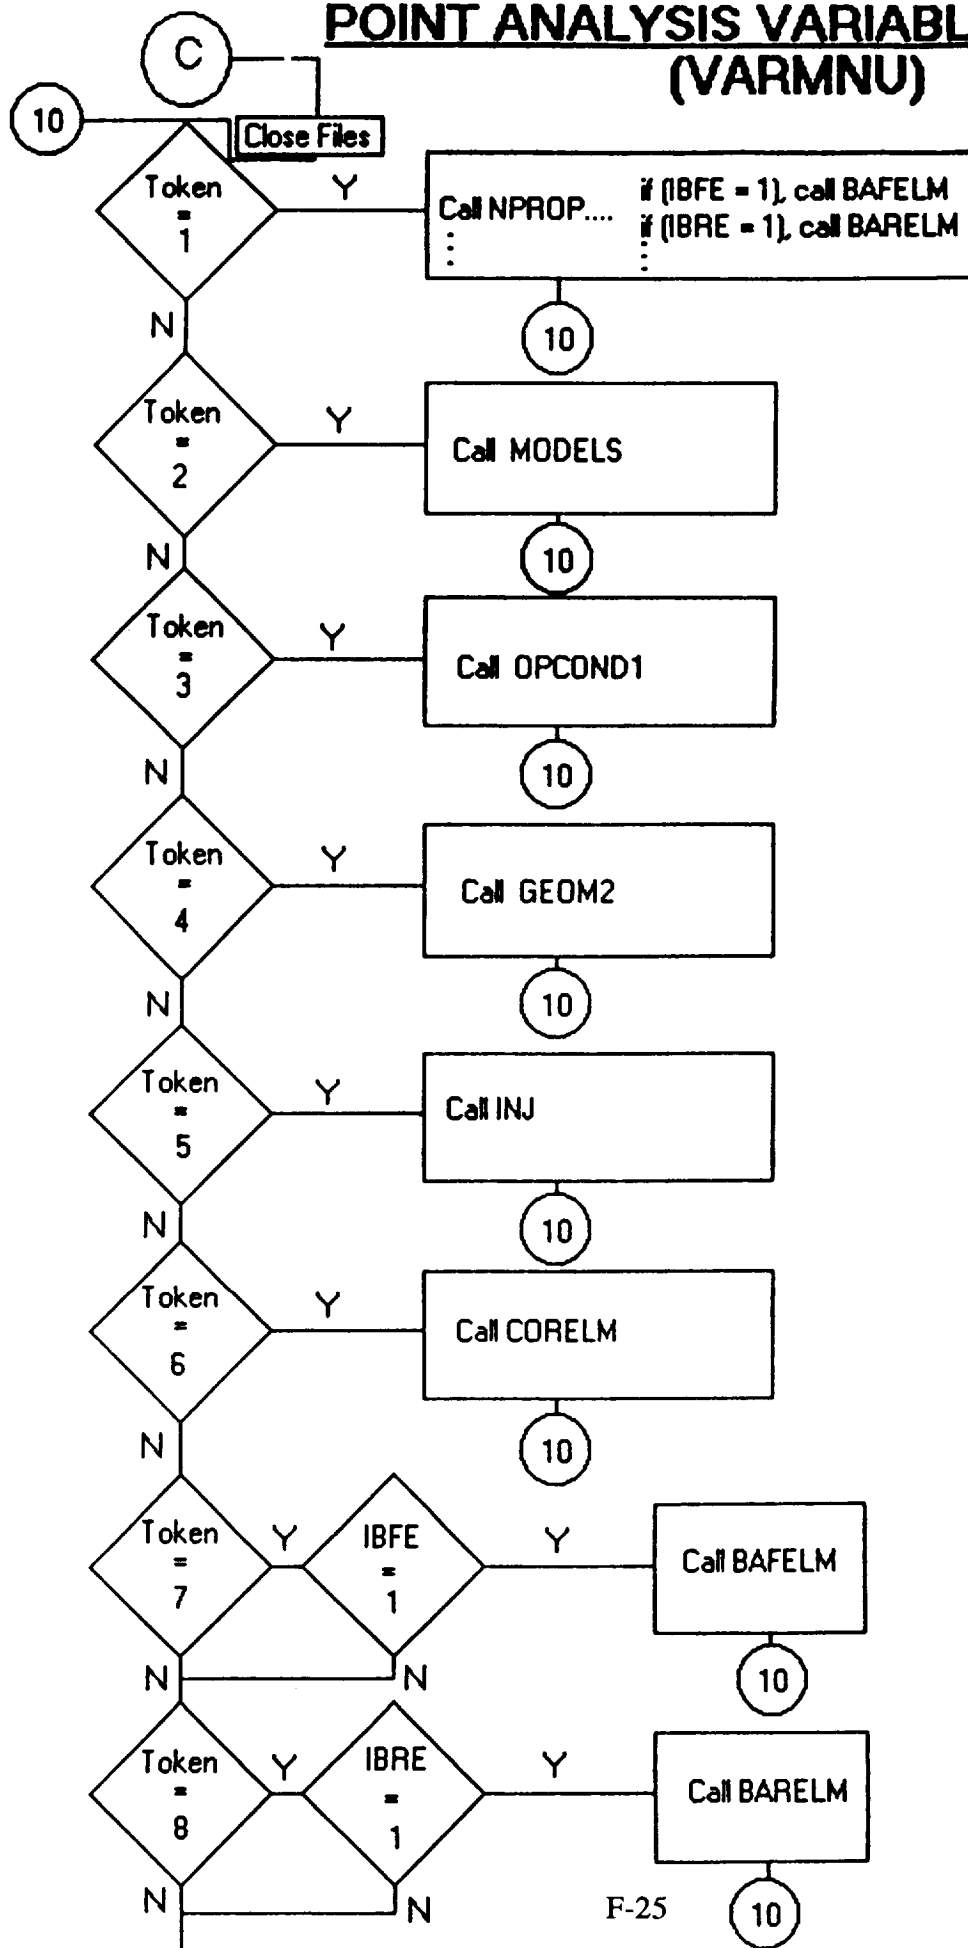 POINT ANALYSIS VARIABL
(VARMNU)
C
10
Close Files
Token
=
1
Y
Call NPROP.... if (IBFE = 1), call BAFELM
if (IBRE = 1), call BARELM
10
N
Token
=
2
Y
Call MODELS
10
N
Token
=
3
Y
Call OPCOND1
10
N
Token
=
4
Y
Call GEOM2
10
N
Token
=
5
Y
Call INJ
10
N
Token
=
6
Y
Call CORELM
10
N
Token
=
7
Y
IBFE
=
1
Y
Call BAFELM
10
N
N
Token
=
8
Y
IBRE
=
1
Y
Call BARELM
10
N
N
F-25